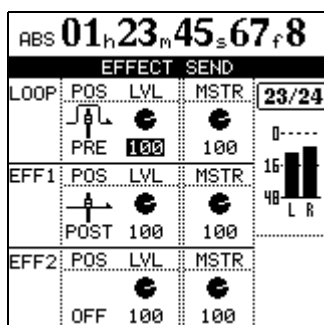 ABS 01h23m45s67f8
EFFECT SEND
LOOP POS LVL MSTR 23/24
PRE 100 100
0
16
48
L R
EFF1 POS LVL MSTR
POST 100 100
EFF2 POS LVL MSTR
OFF 100 100